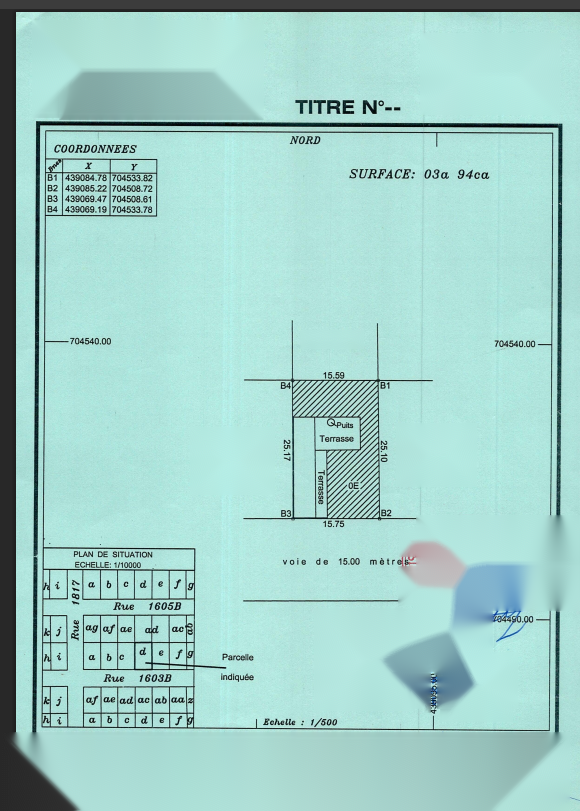 TITRE N°--
NORD
COORDONNEES
Bornes X Y
B1 439084.78 704533.82
B2 439085.22 704508.72
B3 439069.47 704508.61
B4 439069.19 704533.78
SURFACE: 03a 94ca
704540.00
704540.00
15.59
B4 B1
Puits
Terrasse
25.17
25.10
Terrasse
0E
B3 B2
15.75
voie de 15.00 mètres
704490.00
PLAN DE SITUATION
ECHELLE: 1/10000
h i Rue 1817 a b c d e f g
Rue 1605B
k j ag af ae ad ac ab
h i a b c d e f g
Parcelle
indiquée
Rue 1603B
k j af ae ad ac ab aa z
h i a b c d e f g
Echelle : 1/500